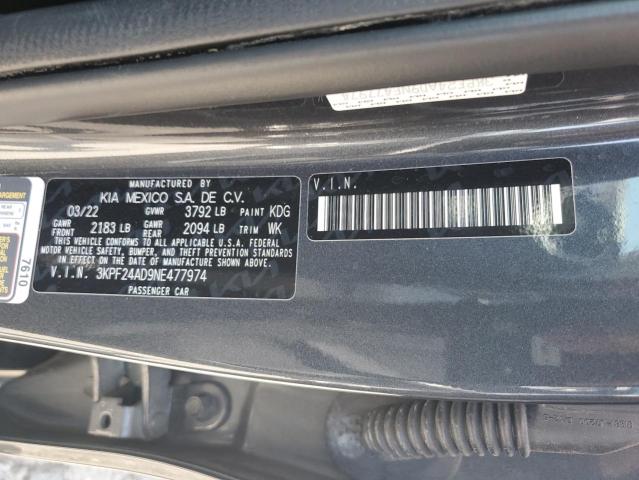 MANUFACTURED BY
KIA MEXICO S.A. DE C.V.
03/22 GVWR 3792 LB PAINT KDG
GAWR FRONT 2183 LB GAWR REAR 2094 LB TRIM WK
THIS VEHICLE CONFORMS TO ALL APPLICABLE U.S.A. FEDERAL
MOTOR VEHICLE SAFETY, BUMPER, AND THEFT PREVENTION STANDARDS
IN EFFECT ON THE DATE OF MANUFACTURE SHOWN ABOVE.
V.I.N. 3KPF24AD9NE477974
PASSENGER CAR
V.I.N.
7610